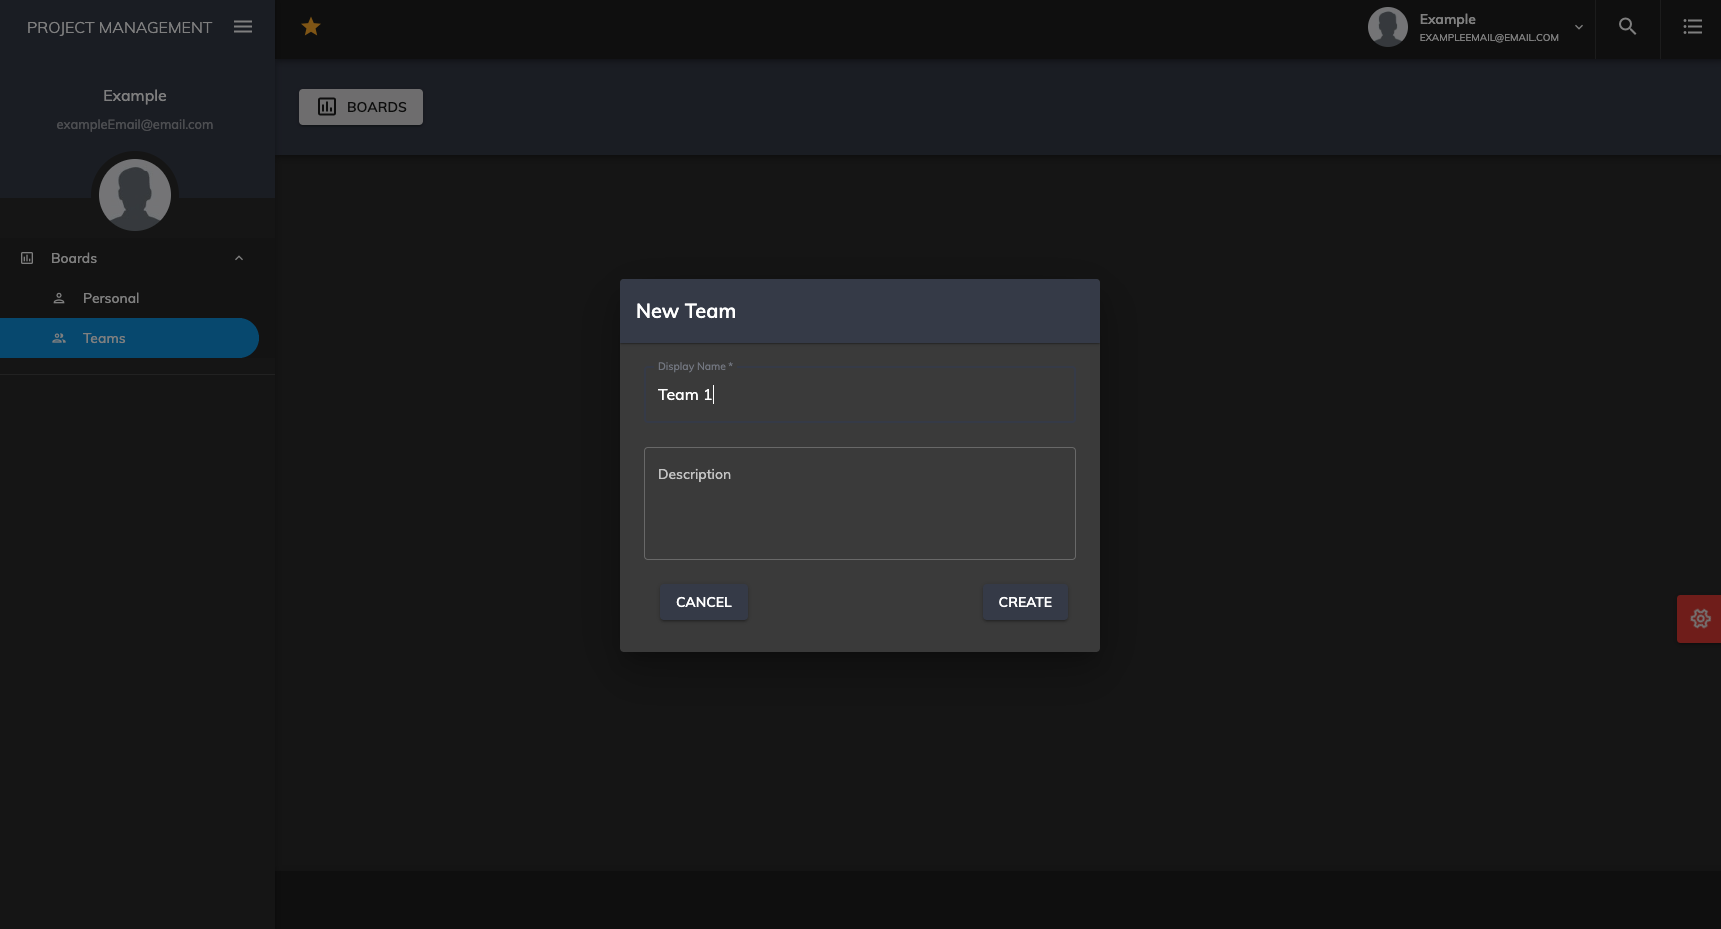 PROJECT MANAGEMENT
Example
EXAMPLEEMAIL@EMAIL.COM
Example
exampleEmail@email.com
BOARDS
Boards
Personal
Teams
New Team
Display Name *
Team 1
Description
CANCEL
CREATE